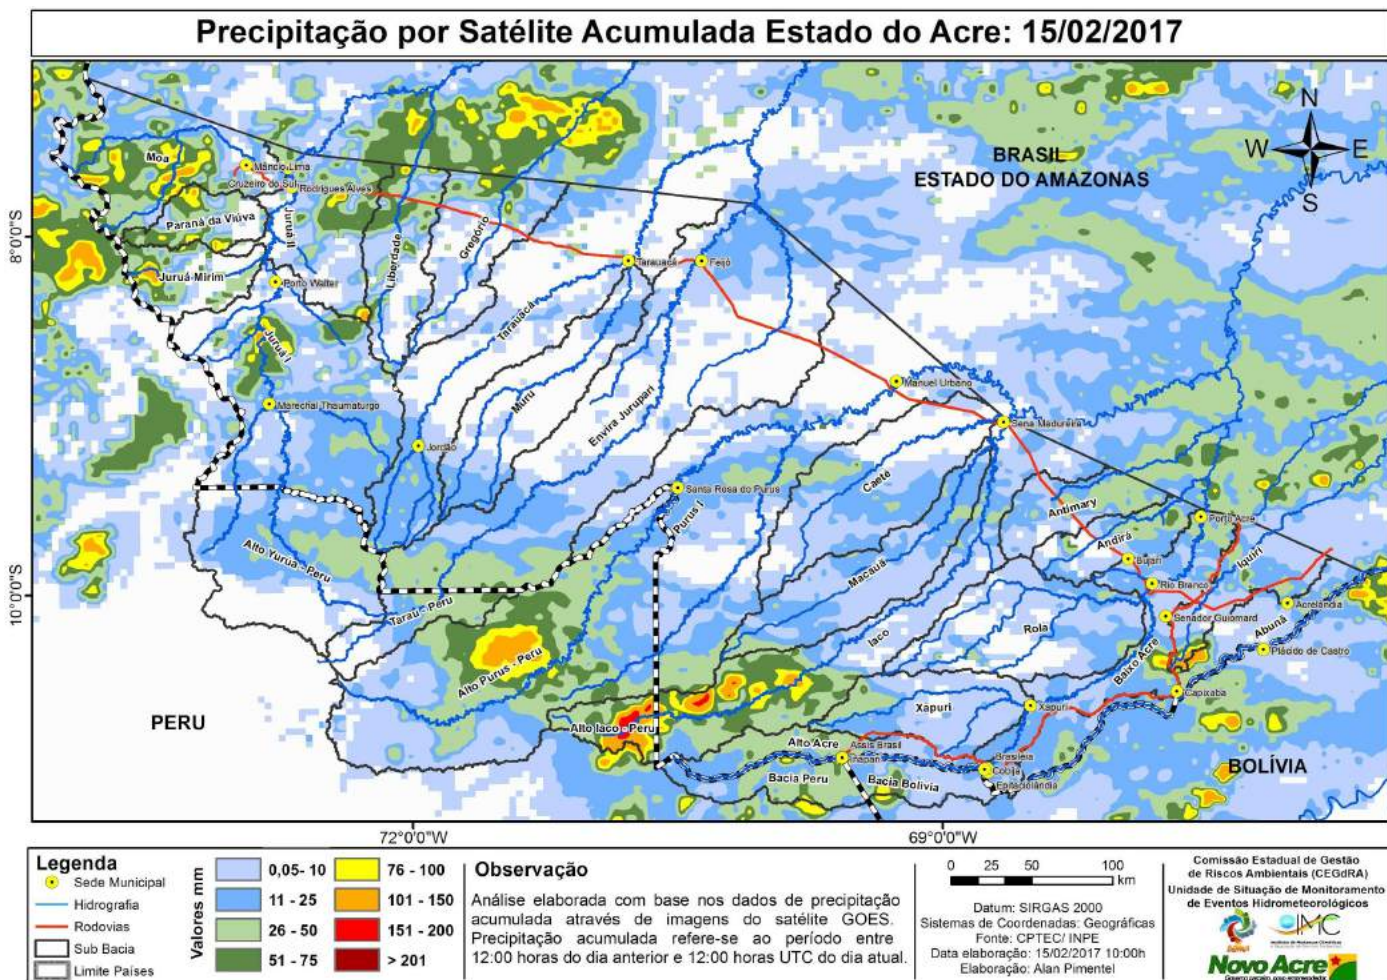 Precipitação por Satélite Acumulada Estado do Acre: 15/02/2017
N
W E
S
BRASIL
ESTADO DO AMAZONAS
PERU
BOLÍVIA
Moa
Mâncio Lima
Cruzeiro do Sul
Rodrigues Alves
Paraná da Viúva
Juruá II
Juruá Mirim
Porto Walter
Liberdade
Gregório
Tarauacá
Feijó
Tarauacá
Juruá I
Muru
Envira Jurupari
Manuel Urbano
Marechal Thaumaturgo
Sena Madureira
Jordão
Santa Rosa do Purus
Purus I
Caeté
Antimary
Porto Acre
Andirá
Iquiri
Bujari
Alto Yuruá - Peru
Macauã
Rio Branco
Acrelândia
Tarau - Peru
Senador Guiomard
Iaco
Rola
Abunã
Baixo Acre
Plácido de Castro
Alto Purus - Peru
Capixaba
Xapuri
Xapuri
Alto Iaco - Peru
Alto Acre
Assis Brasil
Iñapari
Brasiléia
Cobija
Epitaciolândia
Bacia Peru
Bacia Bolivia
8°0'0"S
10°0'0"S
72°0'0"W
69°0'0"W
Legenda
Sede Municipal
Hidrografia
Rodovias
Sub Bacia
Limite Países
Valores mm
0,05- 10
11 - 25
26 - 50
51 - 75
76 - 100
101 - 150
151 - 200
> 201
Observação
Análise elaborada com base nos dados de precipitação
acumulada através de imagens do satélite GOES.
Precipitação acumulada refere-se ao período entre
12:00 horas do dia anterior e 12:00 horas UTC do dia atual.
0 25 50 100
km
Datum: SIRGAS 2000
Sistemas de Coordenadas: Geográficas
Fonte: CPTEC/ INPE
Data elaboração: 15/02/2017 10:00h
Elaboração: Alan Pimentel
Comissão Estadual de Gestão
de Riscos Ambientais (CEGdRA)
Unidade de Situação de Monitoramento
de Eventos Hidrometeorológicos
IMC
Novo Acre